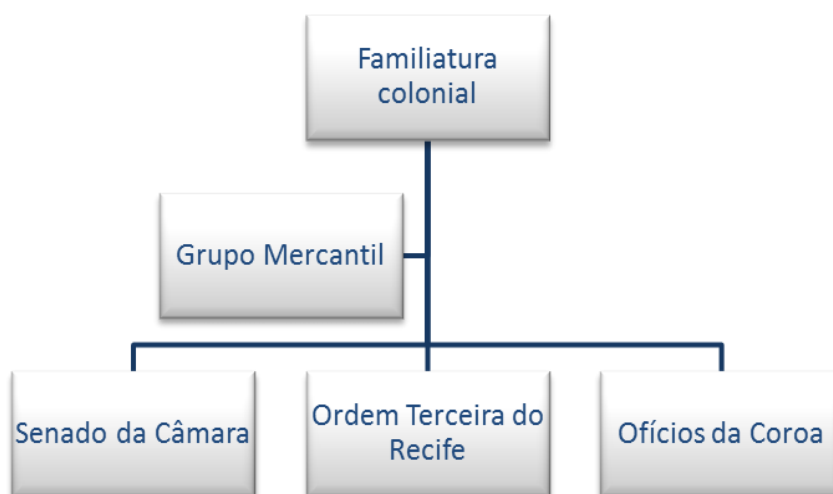 Familiatura
colonial
Grupo Mercantil
Senado da Câmara
Ordem Terceira do
Recife
Ofícios da Coroa